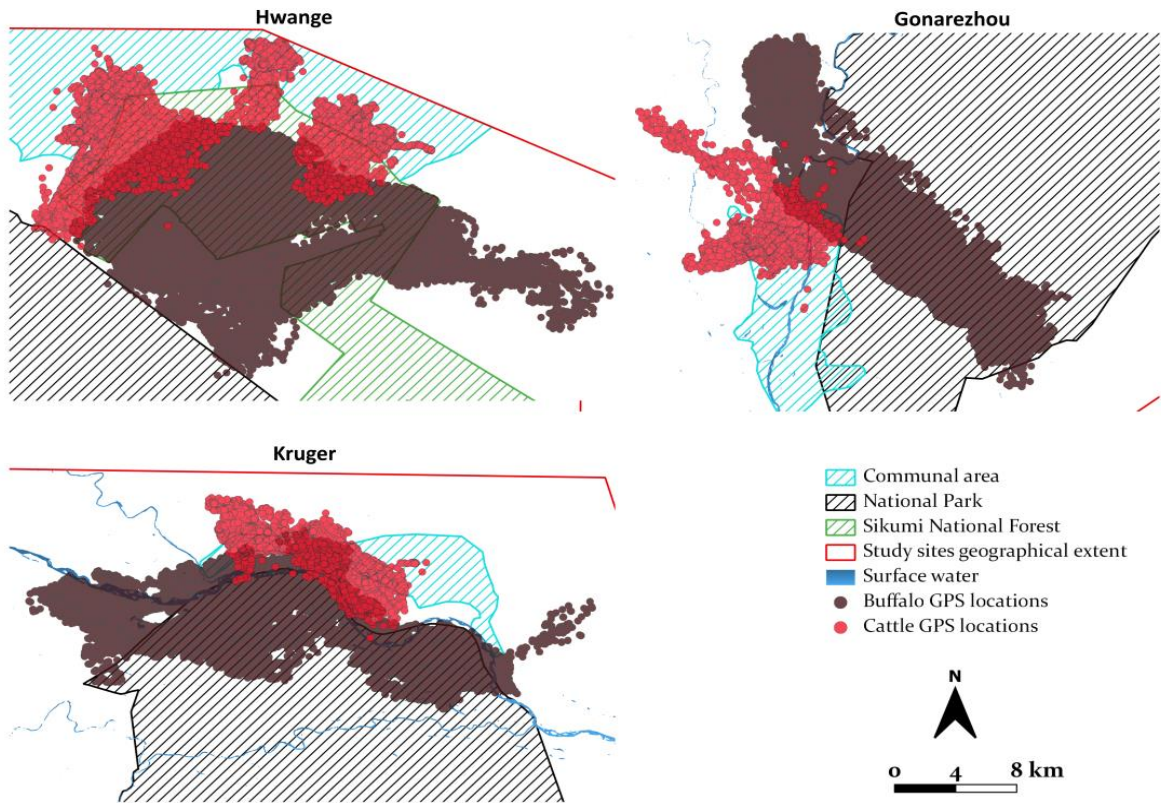 Hwange
Gonarezhou
Kruger
Communal area
National Park
Sikumi National Forest
Study sites geographical extent
Surface water
Buffalo GPS locations
Cattle GPS locations
N
0 4 8 km